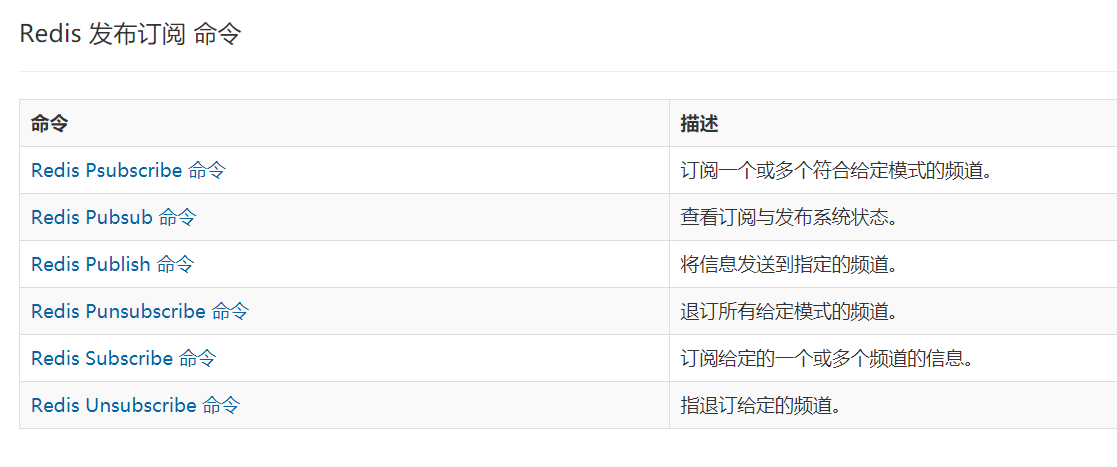 Redis 发布订阅 命令
命令 描述
Redis Psubscribe 命令 订阅一个或多个符合给定模式的频道。
Redis Pubsub 命令 查看订阅与发布系统状态。
Redis Publish 命令 将信息发送到指定的频道。
Redis Punsubscribe 命令 退订所有给定模式的频道。
Redis Subscribe 命令 订阅给定的一个或多个频道的信息。
Redis Unsubscribe 命令 指退订给定的频道。